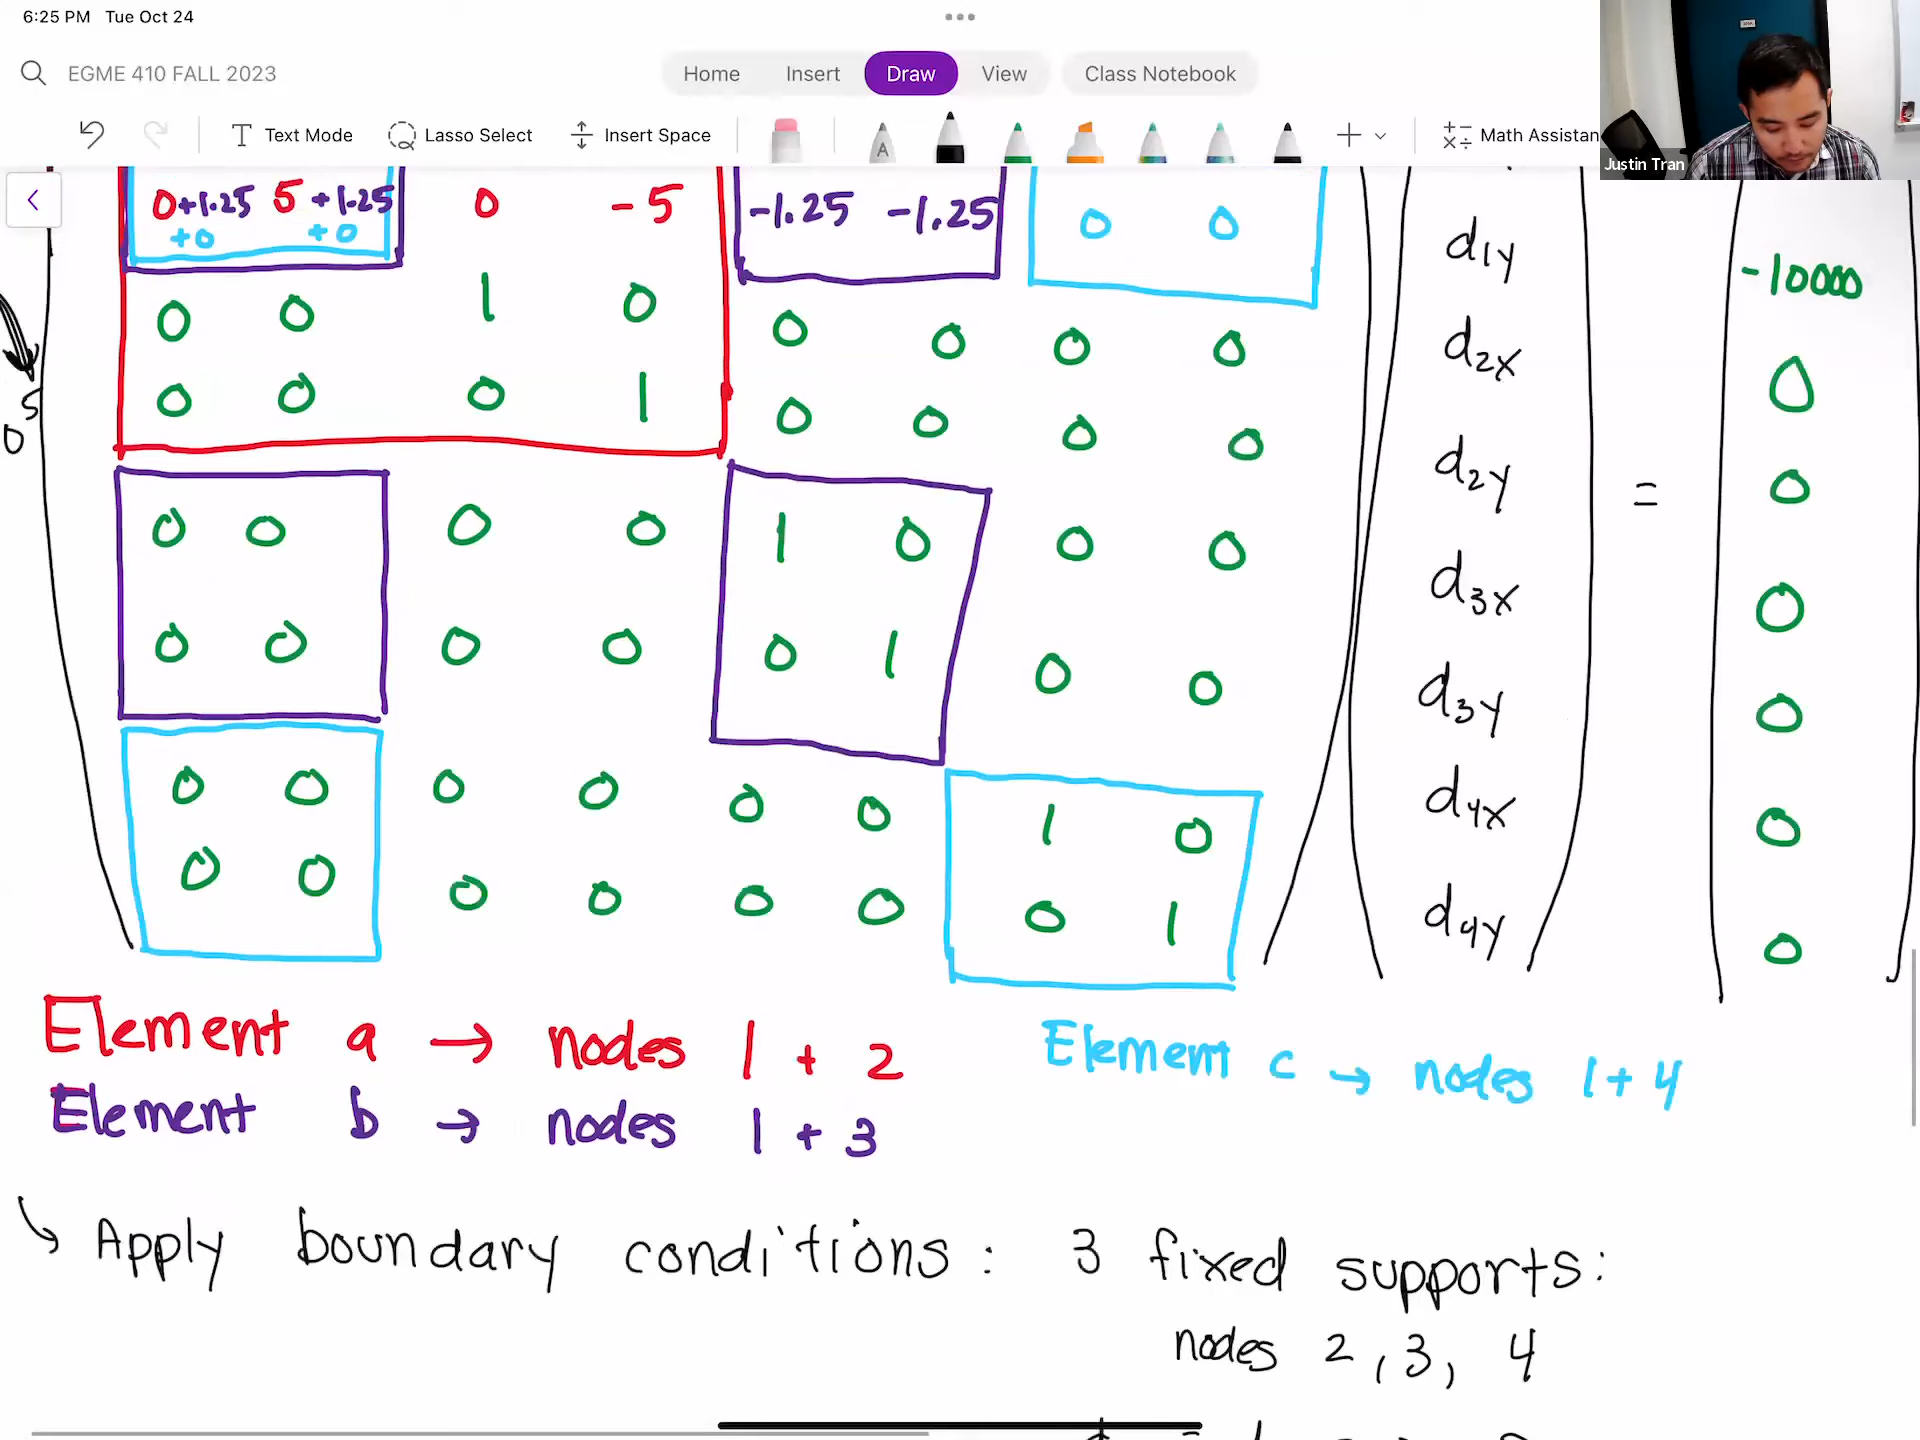 6:25 PM Tue Oct 24
EGME 410 FALL 2023
Home Insert Draw View Class Notebook
Text Mode Lasso Select Insert Space A Math Assistan
Justin Tran
0+1.25 5 +1.25 0 -5 -1.25 -1.25 0 0 d1y
+0 +0
-10000
0 0 1 0 0 0 0 0 d2x 0
0 0 0 1 0 0 0 0 d2y = 0
0 0 0 0 1 0 0 0 d3x 0
0 0 0 0 0 1 0 0 d3y 0
0 0 0 0 0 0 1 0 d4x 0
0 0 0 0 0 0 0 1 d4y 0
Element a → nodes 1 + 2
Element c → nodes 1+4
Element b → nodes 1 + 3
↳ Apply boundary conditions: 3 fixed supports:
nodes 2, 3, 4